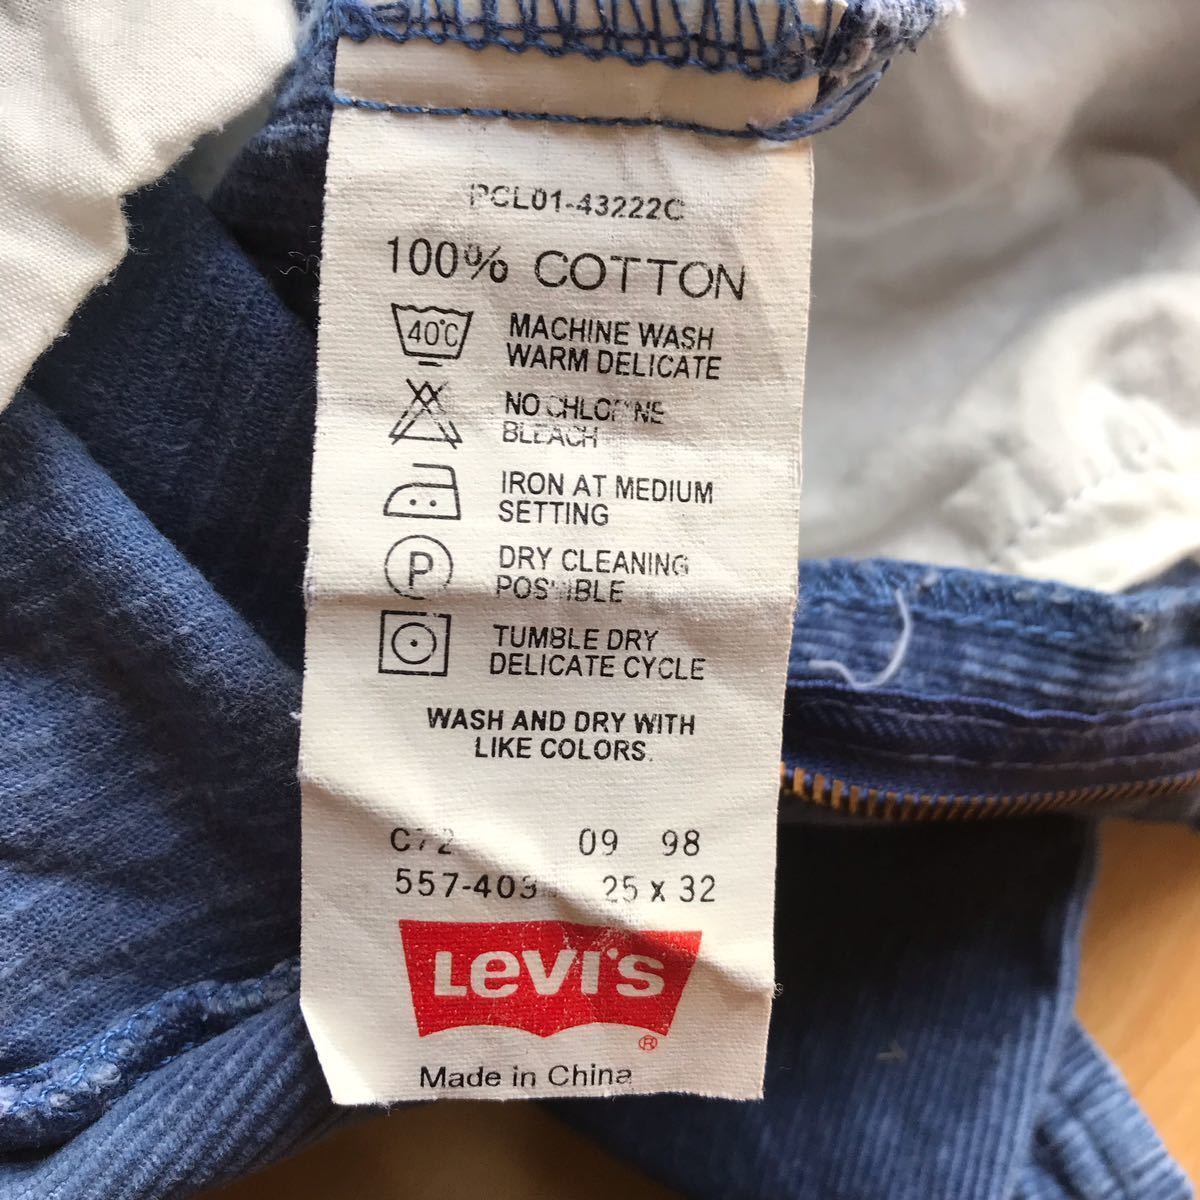 PCL01-43222C
100% COTTON
40°C
MACHINE WASH
WARM DELICATE
NO CHLORINE
BLEACH
IRON AT MEDIUM
SETTING
P
DRY CLEANING
POSSIBLE
TUMBLE DRY
DELICATE CYCLE
WASH AND DRY WITH
LIKE COLORS.
C72 09 98
25 x 32
LEVI'S
®
Made in China